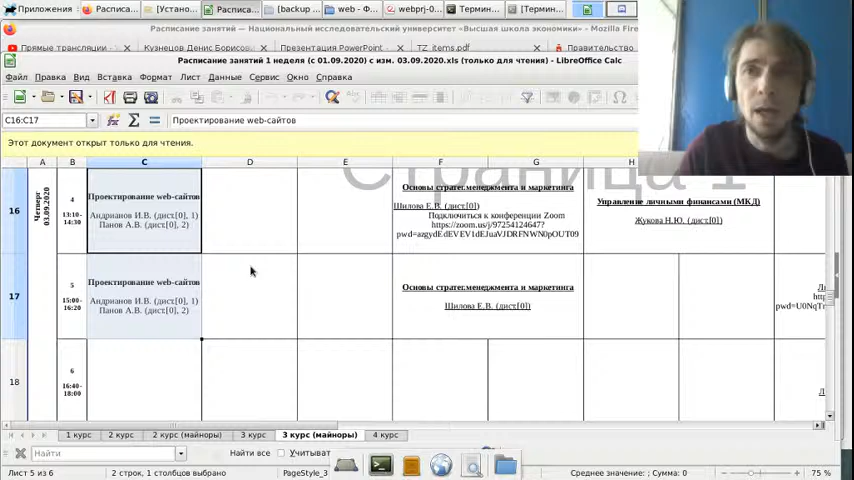 Приложения Расписа... [Устано... Расписа... [backup ... web - Ф... webprj-0... Термин... [Термин...
Расписание занятий — Национальный исследовательский университет «Высшая школа экономики» — Mozilla Fire
Прямые трансляции Кузнецов Денис Борисов Презентация PowerPoint TZ_items.pdf Правительство
Расписание занятий 1 неделя (с 01.09.2020) с изм. 03.09.2020.xls (только для чтения) - LibreOffice Calc
Файл Правка Вид Вставка Формат Лист Данные Сервис Окно Справка
C16:C17 Проектирование web-сайтов
Этот документ открыт только для чтения.
A B C D E F G H
Страница 1
16
Четверг
03.09.2020
4
13:10-
14:30
Проектирование web-сайтов
Андрианов И.В. (дист.[0], 1)
Панов А.В. (дист.[0], 2)
Основы стратег.менеджмента и маркетинга
Шилова Е.В. (дист.[0])
Подключиться к конференции Zoom
https://zoom.us/j/97254124647?
pwd=azgydEdEVEV1dEJuaVJDRFNWN0pOUT09
Управление личными финансами (МКД)
Жукова Н.Ю. (дист.[0])
17
5
15:00-
16:20
Проектирование web-сайтов
Андрианов И.В. (дист.[0], 1)
Панов А.В. (дист.[0], 2)
Основы стратег.менеджмента и маркетинга
Шилова Е.В. (дист.[0])
Ли
http
pwd=U0NqTr
18
6
16:40-
18:00
Л
1 курс 2 курс 2 курс (майноры) 3 курс 3 курс (майноры) 4 курс
Найти Найти все Учитыват
Лист 5 из 6 2 строк, 1 столбцов выбрано PageStyle_3 Среднее значение: ; Сумма: 0 75 %